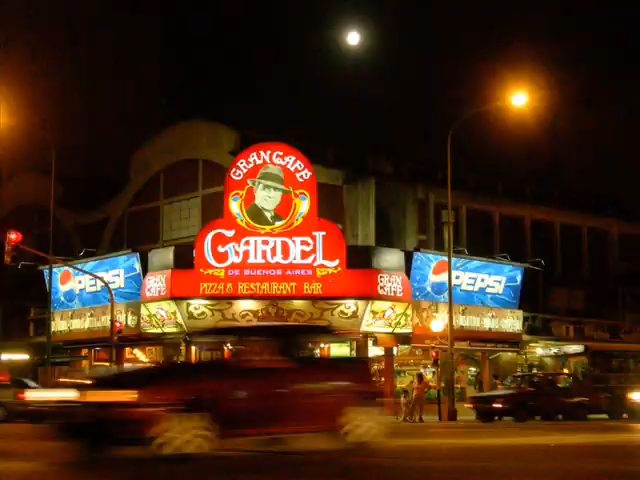 GRAN CAFE
GARDEL
DE BUENOS AIRES
PIZZA & RESTAURANT BAR
GRAN
CAFE
GRAN
CAFE
PEPSI
PEPSI